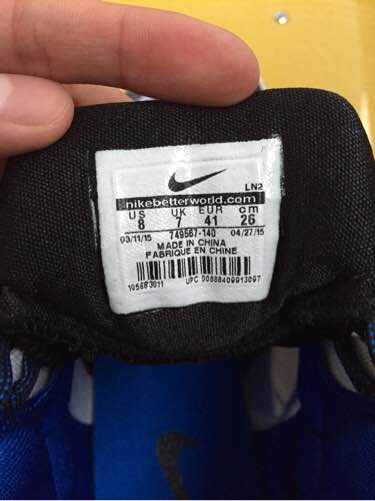 LN2
nikebetterworld.com
US UK EUR cm
8 7 41 26
03/11/15 749567-140 04/27/15
MADE IN CHINA
FABRIQUE EN CHINE
105683011 UPC 00888409913097